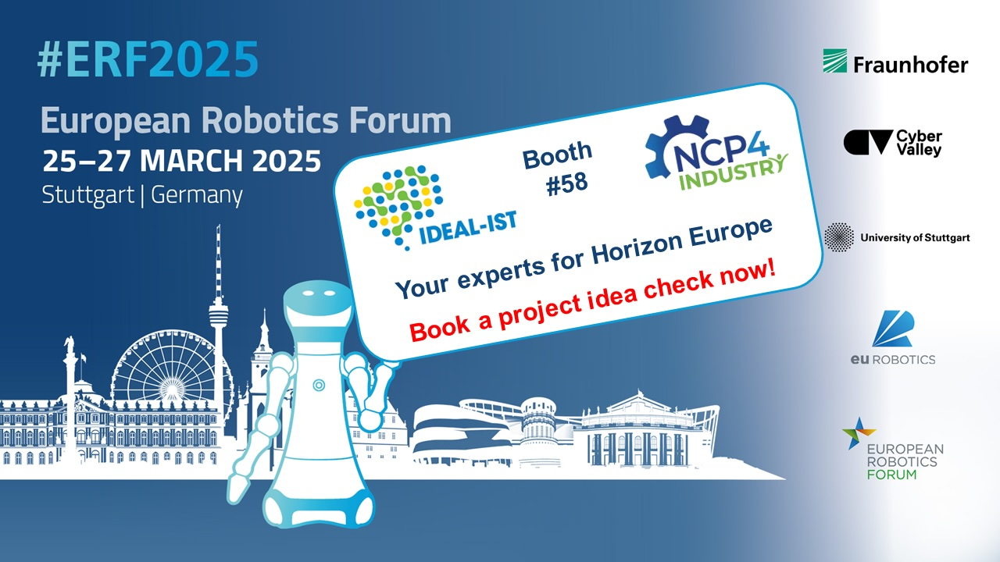 #ERF2025
European Robotics Forum
25–27 MARCH 2025
Stuttgart | Germany
IDEAL-IST
Booth
#58
NCP4
INDUSTRY
Your experts for Horizon Europe
Book a project idea check now!
Fraunhofer
Cyber
Valley
University of Stuttgart
eu ROBOTICS
EUROPEAN
ROBOTICS
FORUM